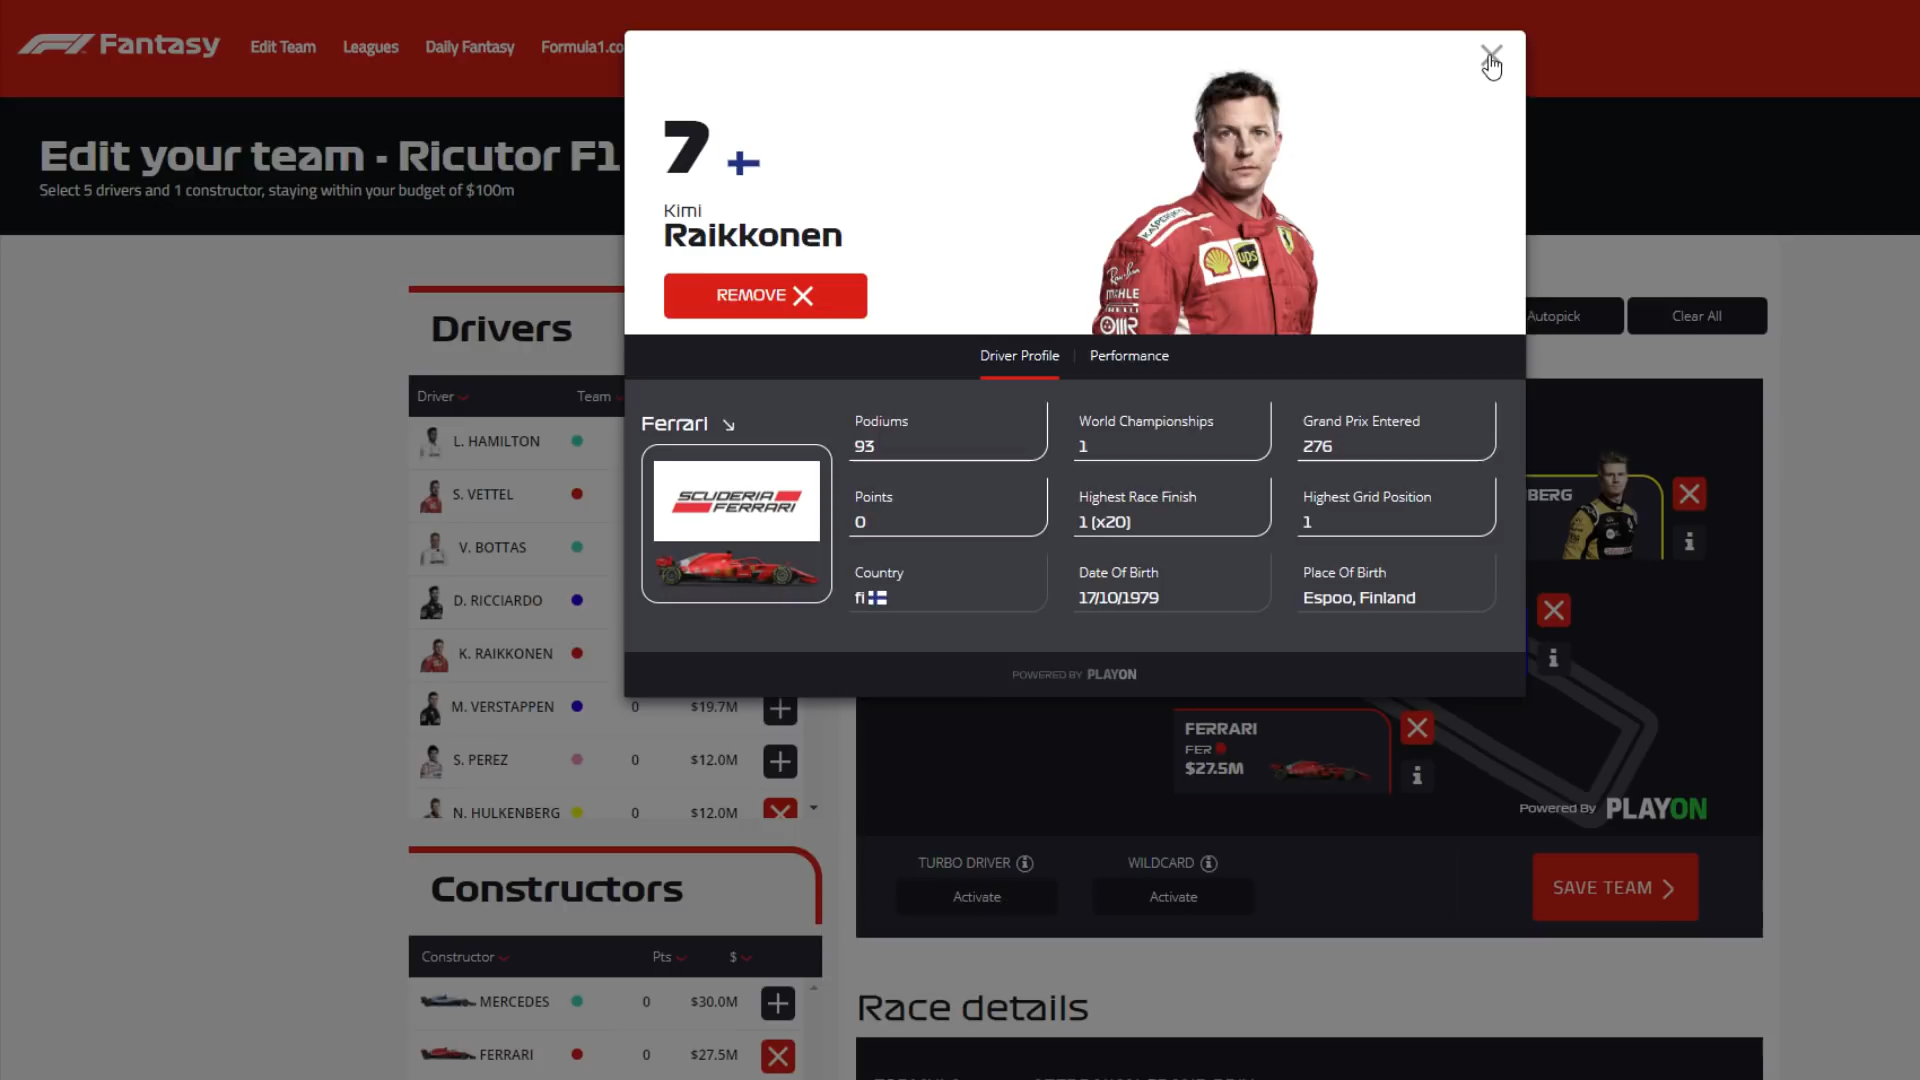 Fantasy
Edit Team
Leagues
Daily Fantasy
Formula1.co
Edit your team - Ricutor F1
Select 5 drivers and 1 constructor, staying within your budget of $100m
7
Kimi
Raikkonen
REMOVE
KASPERSKY
Ray-Ban
MAHLE
OMR
ups
Driver Profile
Performance
Ferrari
SCUDERIA
FERRARI
Podiums
93
World Championships
1
Grand Prix Entered
276
Points
0
Highest Race Finish
1 (x20)
Highest Grid Position
1
Country
fi
Date Of Birth
17/10/1979
Place Of Birth
Espoo, Finland
POWERED BY PLAYON
Drivers
Driver Team
L. HAMILTON
S. VETTEL
V. BOTTAS
D. RICCIARDO
K. RAIKKONEN
M. VERSTAPPEN 0 $19.7M
S. PEREZ 0 $12.0M
N. HULKENBERG 0 $12.0M
Constructors
Constructor Pts $
MERCEDES 0 $30.0M
FERRARI 0 $27.5M
Autopick
Clear All
BERG
FERRARI
FER
$27.5M
Powered By PLAYON
TURBO DRIVER
Activate
WILDCARD
Activate
SAVE TEAM
Race details